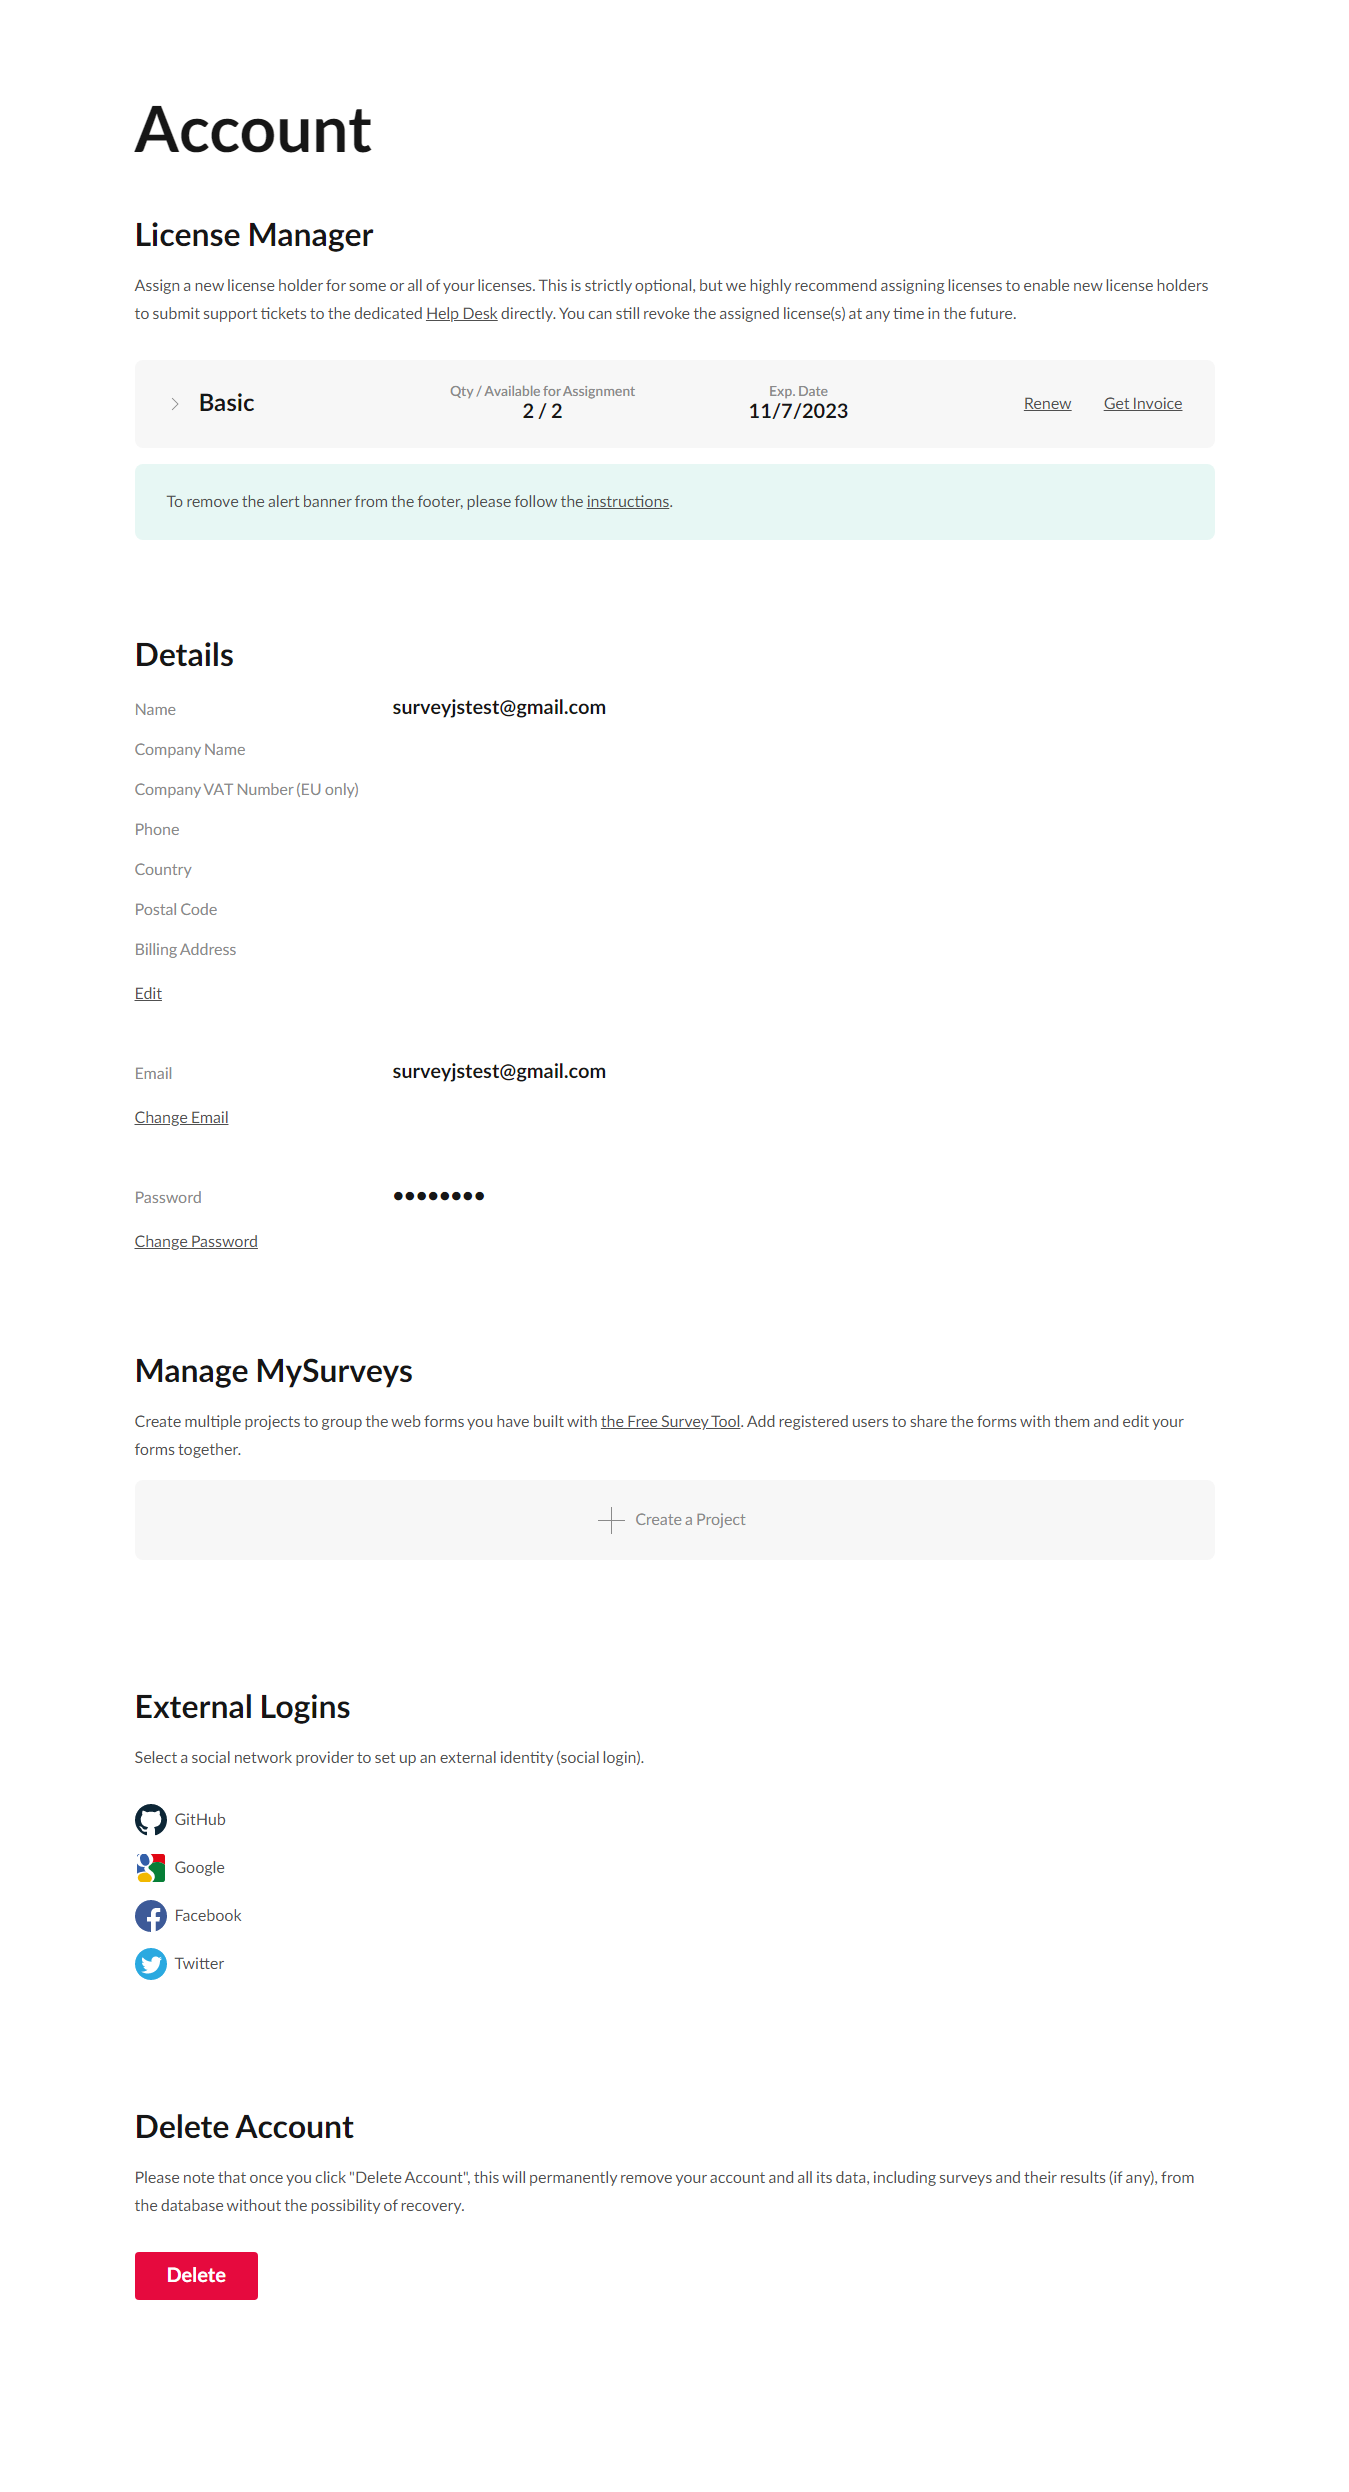 Account
License Manager
Assign a new license holder for some or all of your licenses. This is strictly optional, but we highly recommend assigning licenses to enable new license holders
to submit support tickets to the dedicated Help Desk directly. You can still revoke the assigned license(s) at any time in the future.
Basic
Qty / Available for Assignment
2 / 2
Exp. Date
11/7/2023
Renew
Get Invoice
To remove the alert banner from the footer, please follow the instructions.
Details
Name surveyjstest@gmail.com
Company Name
Company VAT Number (EU only)
Phone
Country
Postal Code
Billing Address
Edit
Email surveyjstest@gmail.com
Change Email
Password ••••••••
Change Password
Manage MySurveys
Create multiple projects to group the web forms you have built with the Free Survey Tool. Add registered users to share the forms with them and edit your
forms together.
Create a Project
External Logins
Select a social network provider to set up an external identity (social login).
GitHub
Google
Facebook
Twitter
Delete Account
Please note that once you click "Delete Account", this will permanently remove your account and all its data, including surveys and their results (if any), from
the database without the possibility of recovery.
Delete